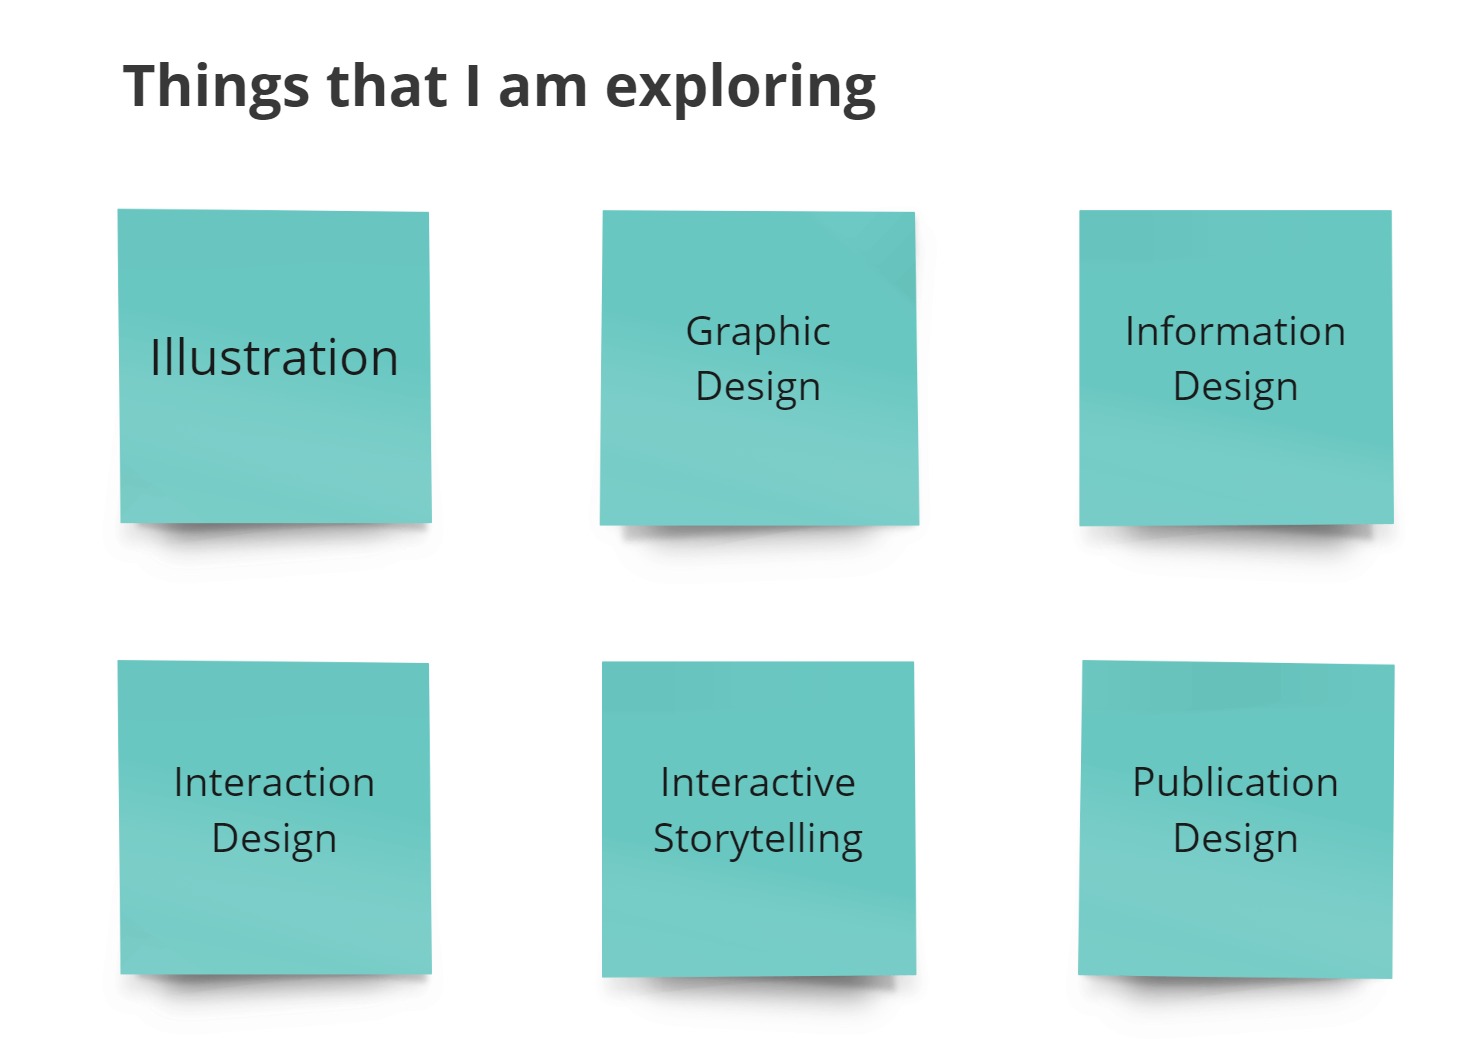 Things that I am exploring
Illustration
Graphic
Design
Information
Design
Interaction
Design
Interactive
Storytelling
Publication
Design